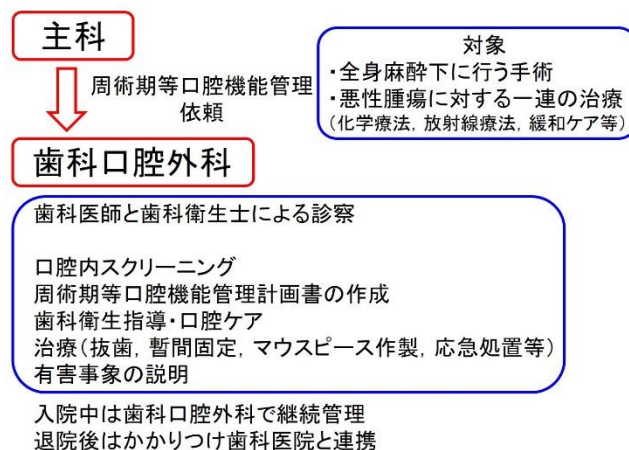 主科
周術期等口腔機能管理
依頼
対象
・全身麻酔下に行う手術
・悪性腫瘍に対する一連の治療
(化学療法, 放射線療法, 緩和ケア等)
歯科口腔外科
歯科医師と歯科衛生士による診察
口腔内スクリーニング
周術期等口腔機能管理計画書の作成
歯科衛生指導・口腔ケア
治療(抜歯, 暫間固定, マウスピース作製, 応急処置等)
有害事象の説明
入院中は歯科口腔外科で継続管理
退院後はかかりつけ歯科医院と連携